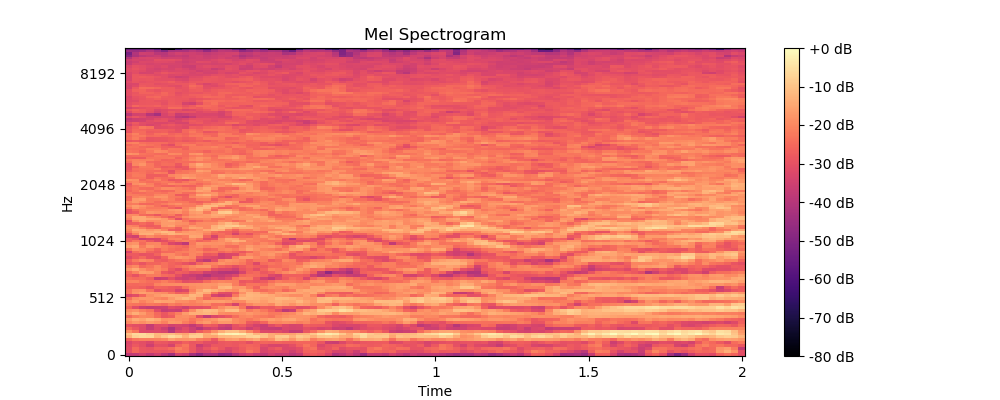 Mel Spectrogram
Hz
8192
4096
2048
1024
512
0
0 0.5 1 1.5 2
Time
+0 dB
-10 dB
-20 dB
-30 dB
-40 dB
-50 dB
-60 dB
-70 dB
-80 dB